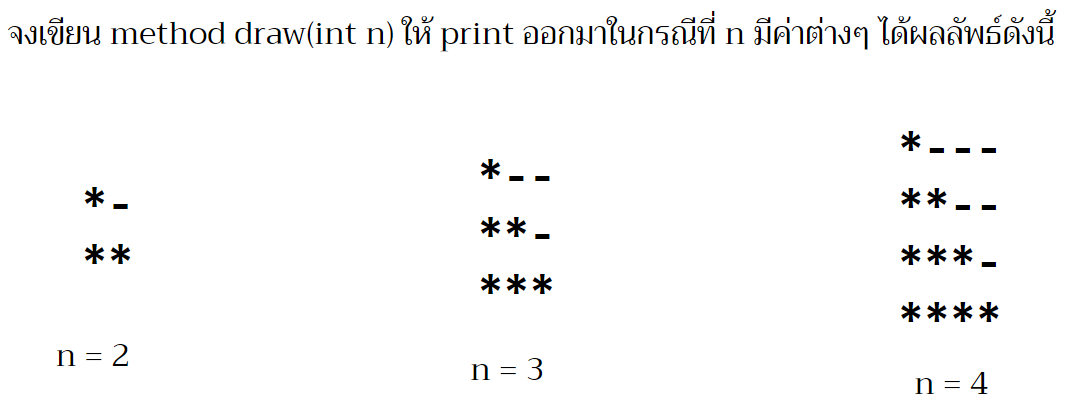 จงเขียน method draw(int n) ให้ print ออกมาในกรณีที่ n มีค่าต่างๆ ได้ผลลัพธ์ดังนี้
*-
**
n = 2
*--
**-
***
n = 3
*---
**--
***-
****
n = 4